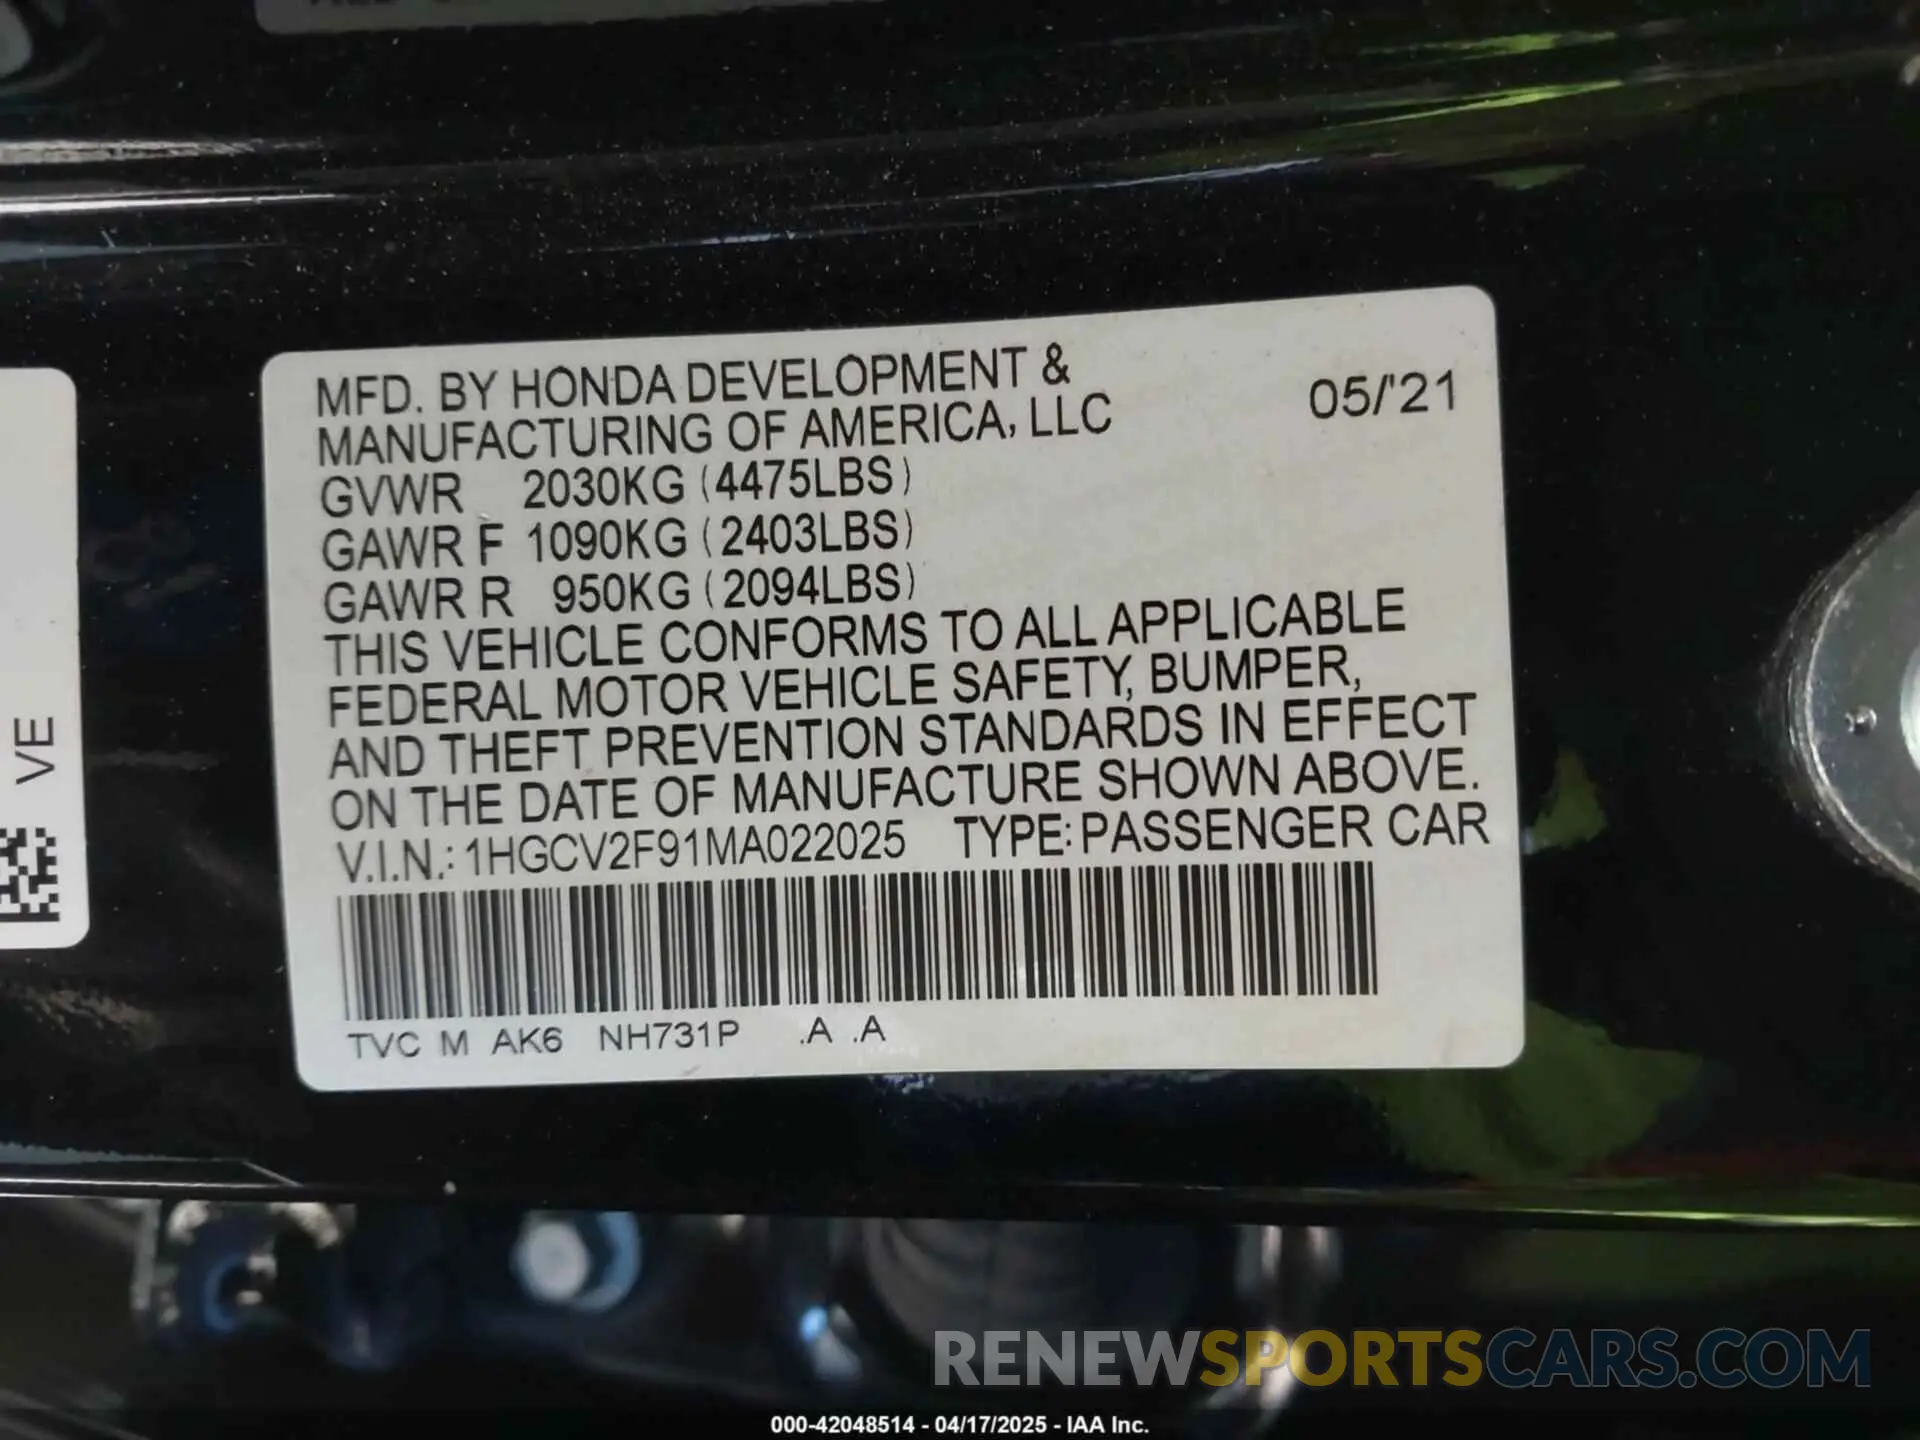 MFD. BY HONDA DEVELOPMENT &
MANUFACTURING OF AMERICA, LLC 05/'21
GVWR 2030KG (4475LBS)
GAWR F 1090KG (2403LBS)
GAWR R 950KG (2094LBS)
THIS VEHICLE CONFORMS TO ALL APPLICABLE
FEDERAL MOTOR VEHICLE SAFETY, BUMPER,
AND THEFT PREVENTION STANDARDS IN EFFECT
ON THE DATE OF MANUFACTURE SHOWN ABOVE.
V.I.N.: 1HGCV2F91MA022025 TYPE: PASSENGER CAR
TVC M AK6 NH731P .A .A
VE
RENEWSPORTSCARS.COM
000-42048514 - 04/17/2025 - IAA Inc.